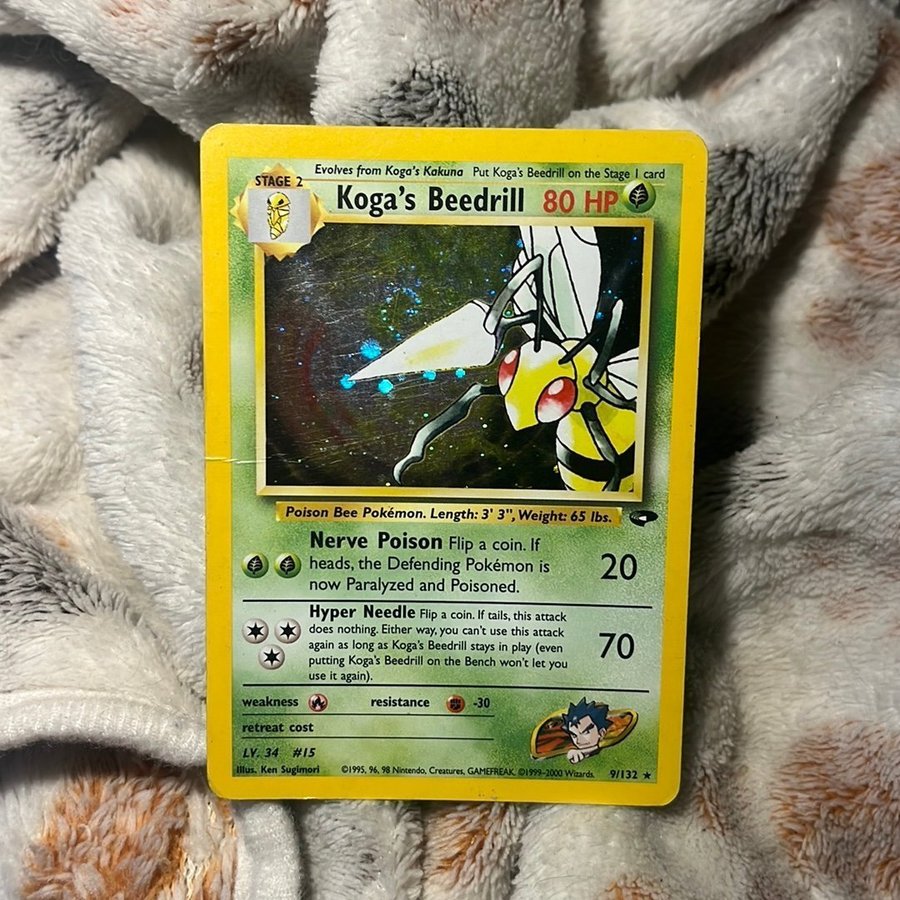 Evolves from Koga's Kakuna Put Koga's Beedrill on the Stage 1 card
STAGE 2
Koga's Beedrill 80 HP
Poison Bee Pokémon. Length: 3' 3", Weight: 65 lbs.
Nerve Poison Flip a coin. If
heads, the Defending Pokémon is
now Paralyzed and Poisoned.
20
Hyper Needle Flip a coin. If tails, this attack
does nothing. Either way, you can't use this attack
again as long as Koga's Beedrill stays in play (even
putting Koga's Beedrill on the Bench won't let you
use it again).
70
weakness
resistance -30
retreat cost
LV. 34 #15
Illus. Ken Sugimori
©1995, 96, 98 Nintendo, Creatures, GAMEFREAK. ©1999-2000 Wizards.
9/132 ★